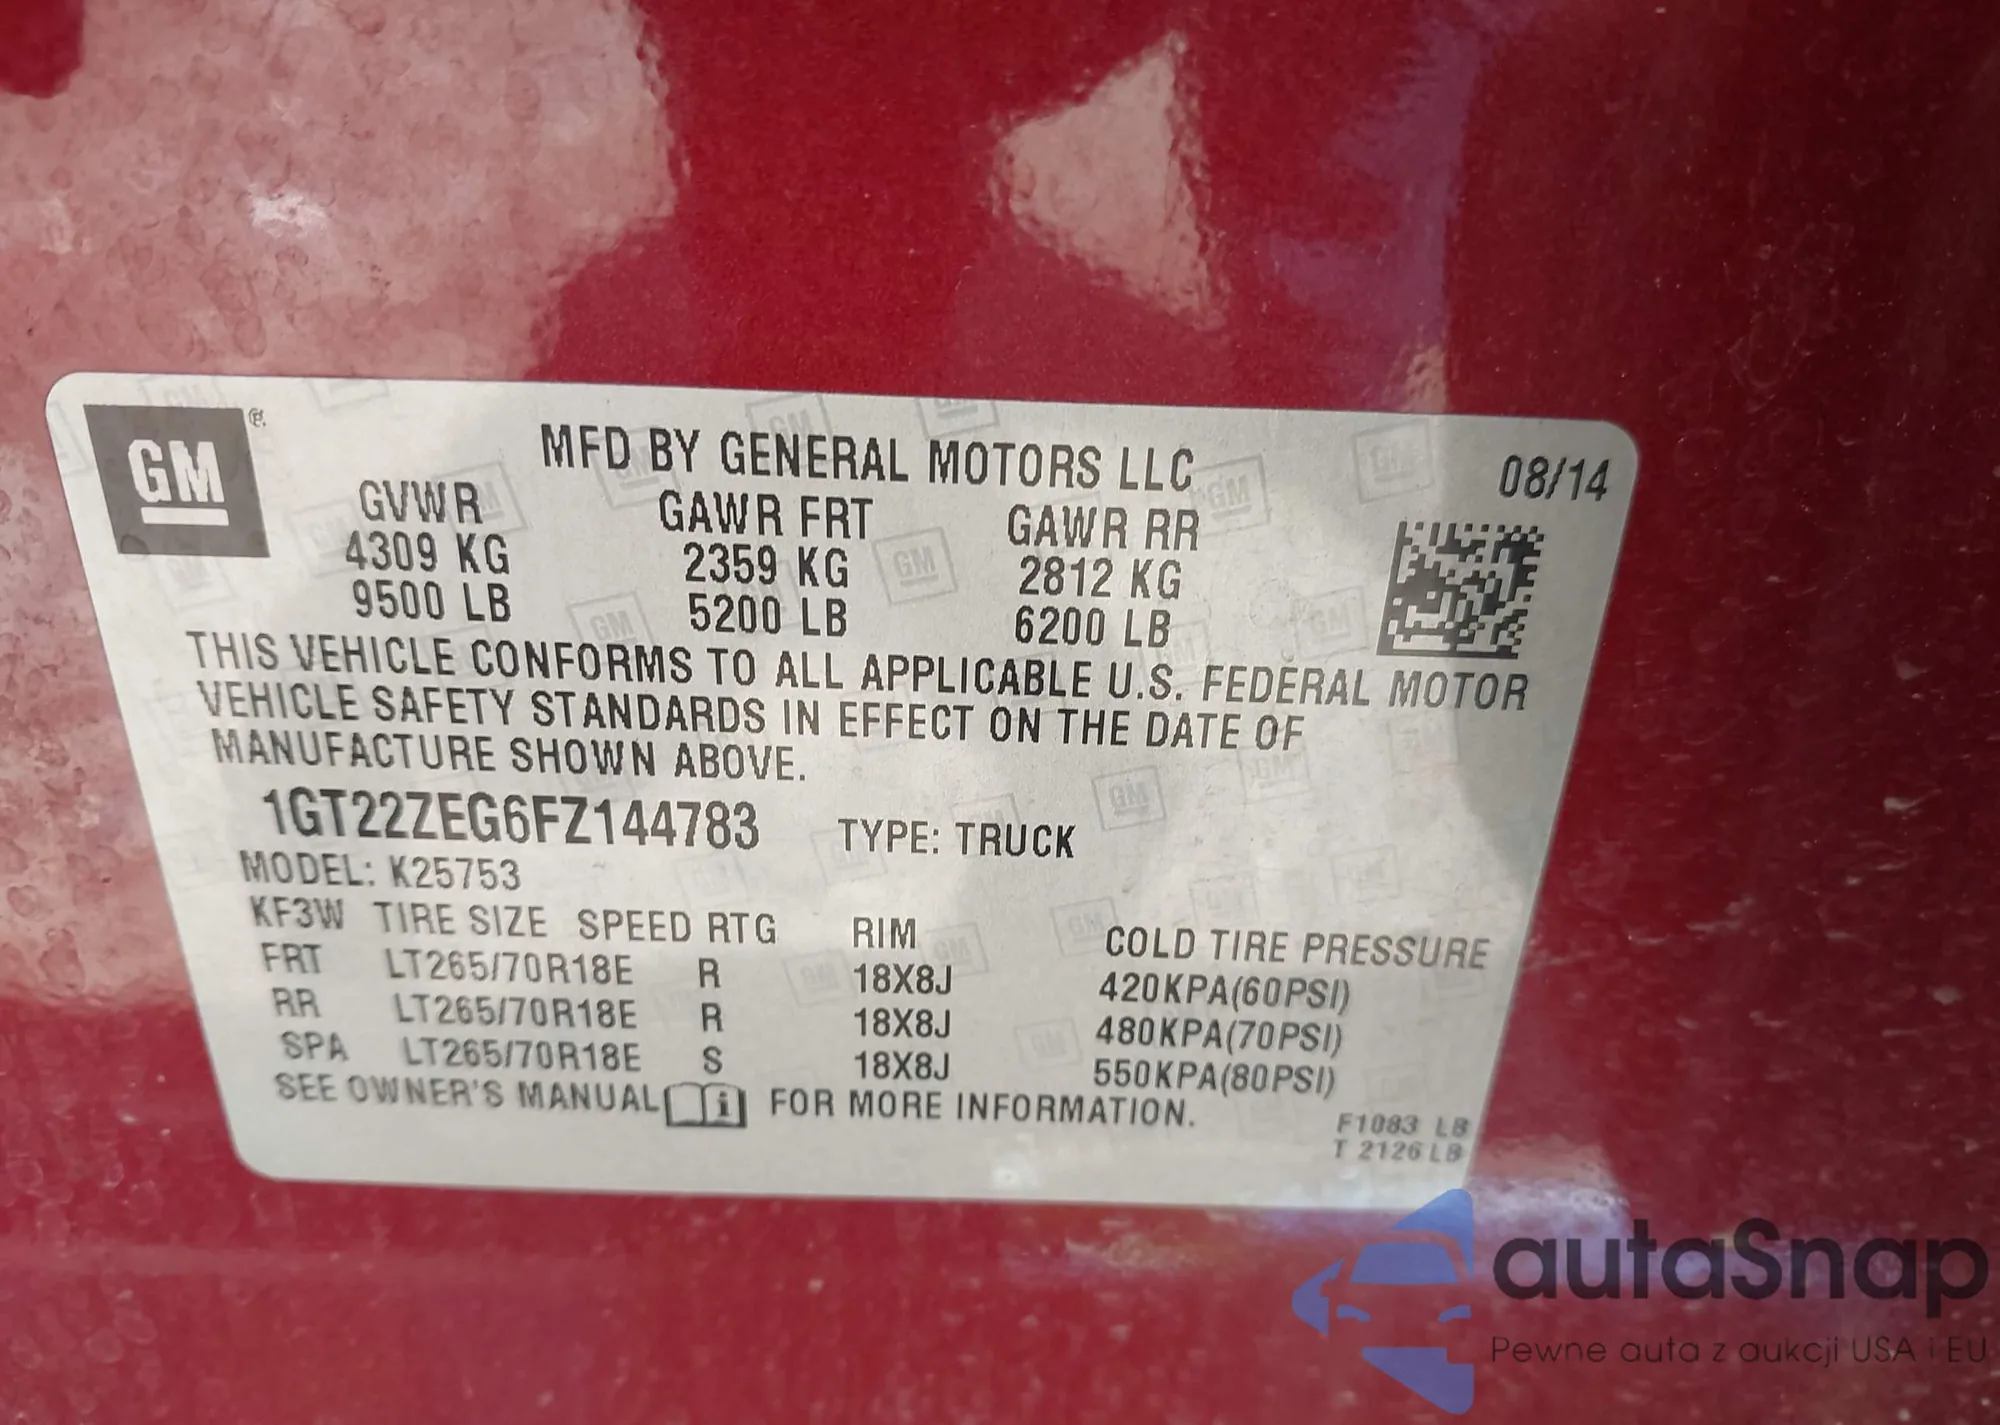 GM
MFD BY GENERAL MOTORS LLC 08/14
GVWR GAWR FRT GAWR RR
4309 KG 2359 KG 2812 KG
9500 LB 5200 LB 6200 LB
THIS VEHICLE CONFORMS TO ALL APPLICABLE U.S. FEDERAL MOTOR
VEHICLE SAFETY STANDARDS IN EFFECT ON THE DATE OF
MANUFACTURE SHOWN ABOVE.
1GT22ZEG6FZ144783 TYPE: TRUCK
MODEL: K25753
KF3W TIRE SIZE SPEED RTG RIM COLD TIRE PRESSURE
FRT LT265/70R18E R 18X8J 420KPA(60PSI)
RR LT265/70R18E R 18X8J 480KPA(70PSI)
SPA LT265/70R18E S 18X8J 550KPA(80PSI)
SEE OWNER'S MANUAL i FOR MORE INFORMATION.
F1083 LB
T 2126 LB
autaSnap
Pewne auta z aukcji USA i EU